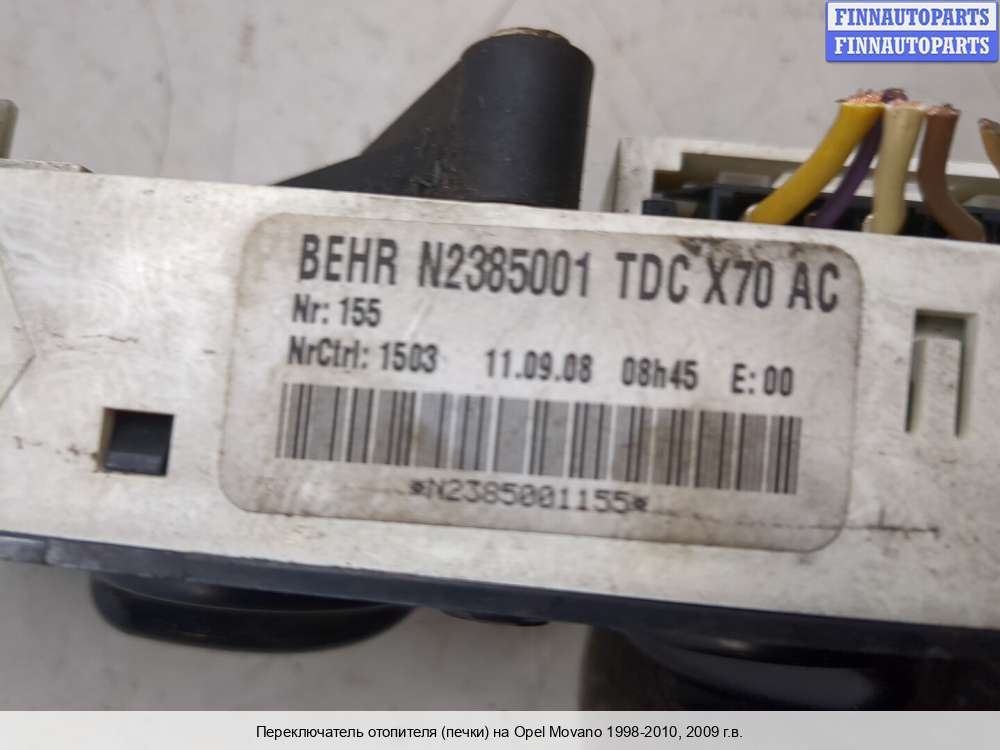 FINNAUTOPARTS
FINNAUTOPARTS
BEHR N2385001 TDC X70 AC
Nr: 155
NrCtrl: 1503 11.09.08 08h45 E: 00
*N2385001155*
Переключатель отопителя (печки) на Opel Movano 1998-2010, 2009 г.в.